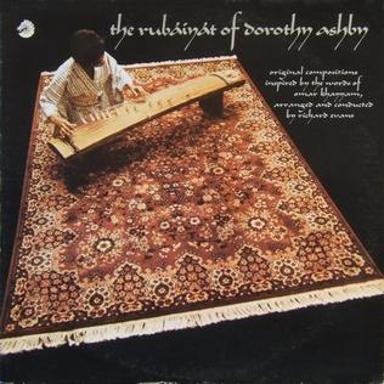 the rubáiyát of dorothy ashby
original compositions
inspired by the words of
omar khayyam,
arranged and conducted
by richard evans